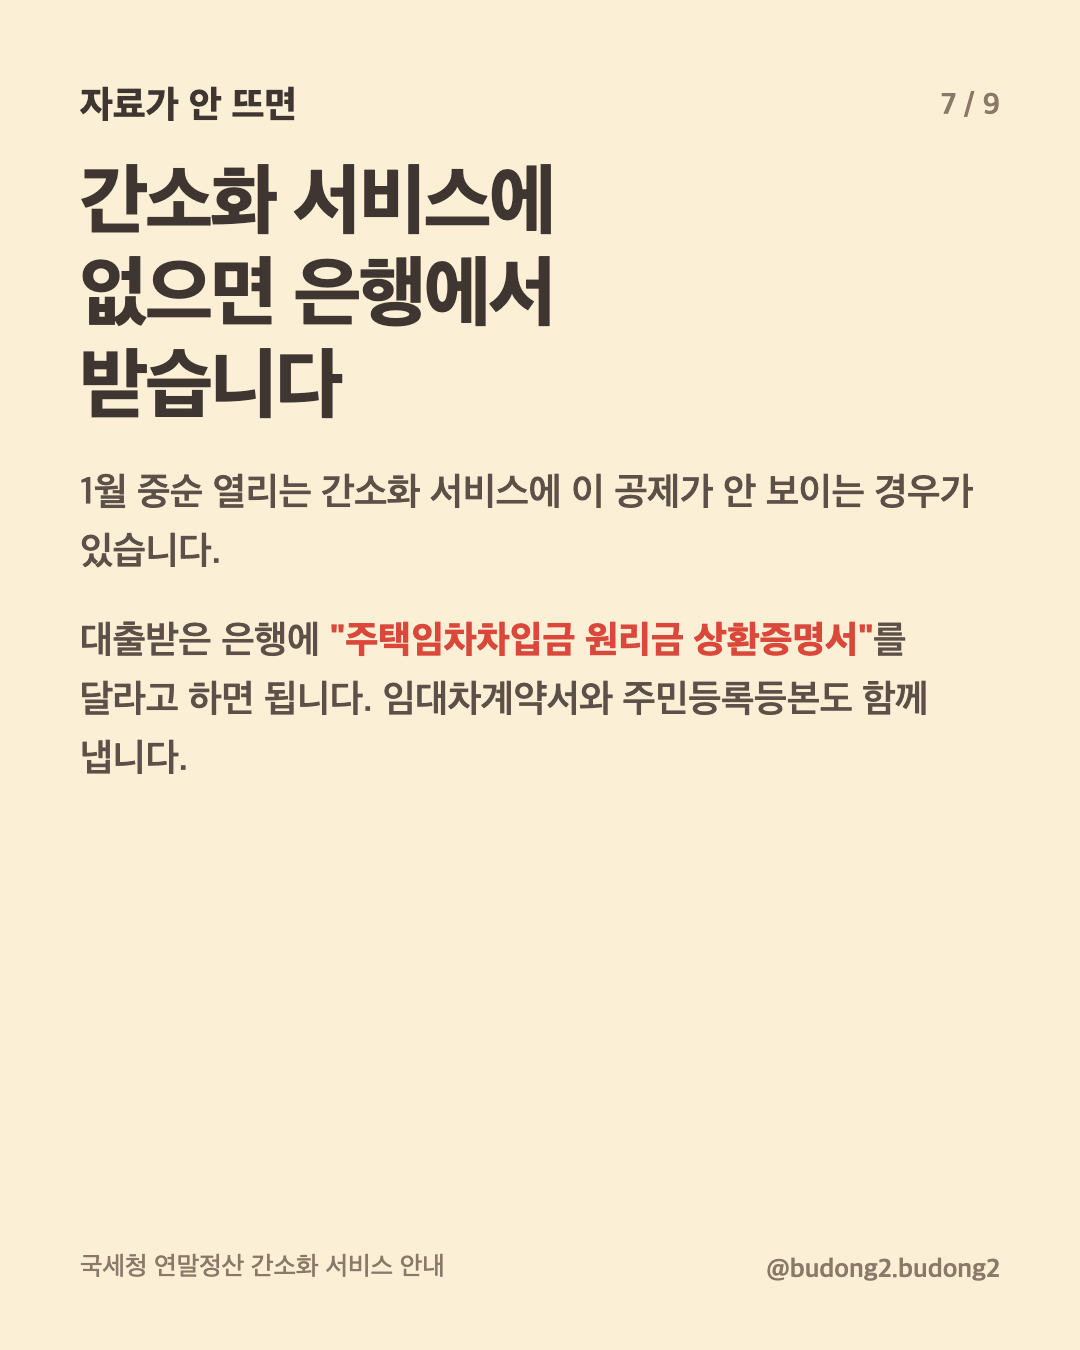 자료가 안 뜨면
7 / 9
간소화 서비스에
없으면 은행에서
받습니다
1월 중순 열리는 간소화 서비스에 이 공제가 안 보이는 경우가
있습니다.
대출받은 은행에 "주택임차차입금 원리금 상환증명서"를
달라고 하면 됩니다. 임대차계약서와 주민등록등본도 함께
냅니다.
국세청 연말정산 간소화 서비스 안내
@budong2.budong2